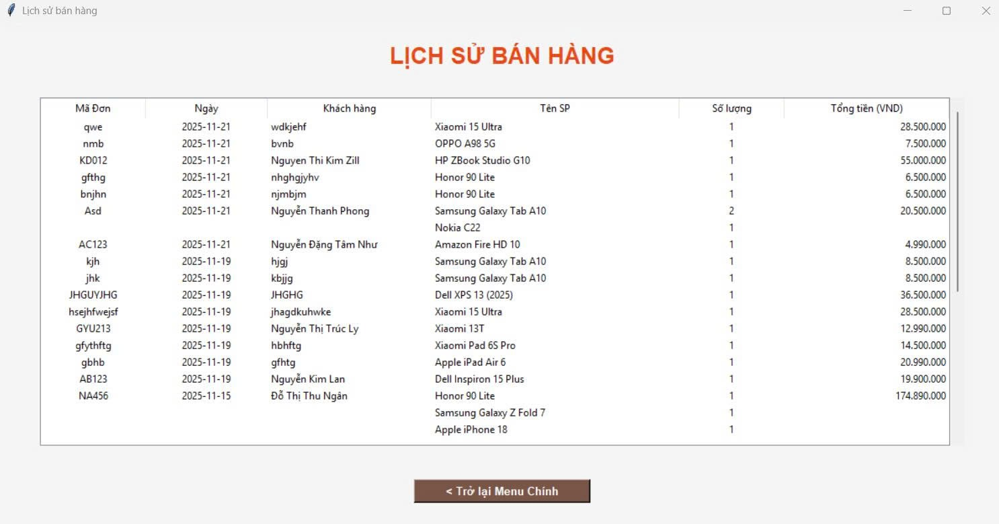 Lịch sử bán hàng
LỊCH SỬ BÁN HÀNG
Mã Đơn Ngày Khách hàng Tên SP Số lượng Tổng tiền (VND)
qwe 2025-11-21 wdkjehf Xiaomi 15 Ultra 1 28.500.000
nmb 2025-11-21 bvnb OPPO A98 5G 1 7.500.000
KD012 2025-11-21 Nguyen Thi Kim Zill HP ZBook Studio G10 1 55.000.000
gfthg 2025-11-21 nhghgjyhv Honor 90 Lite 1 6.500.000
bnjhn 2025-11-21 njmbjm Honor 90 Lite 1 6.500.000
Asd 2025-11-21 Nguyễn Thanh Phong Samsung Galaxy Tab A10 2 20.500.000
Nokia C22 1
AC123 2025-11-21 Nguyễn Đặng Tâm Như Amazon Fire HD 10 1 4.990.000
kjh 2025-11-19 hjgj Samsung Galaxy Tab A10 1 8.500.000
jhk 2025-11-19 kbjjg Samsung Galaxy Tab A10 1 8.500.000
JHGUYJHG 2025-11-19 JHGHG Dell XPS 13 (2025) 1 36.500.000
hsejhfwejsf 2025-11-19 jhagdkuhwke Xiaomi 15 Ultra 1 28.500.000
GYU213 2025-11-19 Nguyễn Thị Trúc Ly Xiaomi 13T 1 12.990.000
gfythftg 2025-11-19 hbhftg Xiaomi Pad 6S Pro 1 14.500.000
gbhb 2025-11-19 gfhtg Apple iPad Air 6 1 20.990.000
AB123 2025-11-19 Nguyễn Kim Lan Dell Inspiron 15 Plus 1 19.900.000
NA456 2025-11-15 Đỗ Thị Thu Ngân Honor 90 Lite 1 174.890.000
Samsung Galaxy Z Fold 7 1
Apple iPhone 18 1
< Trở lại Menu Chính